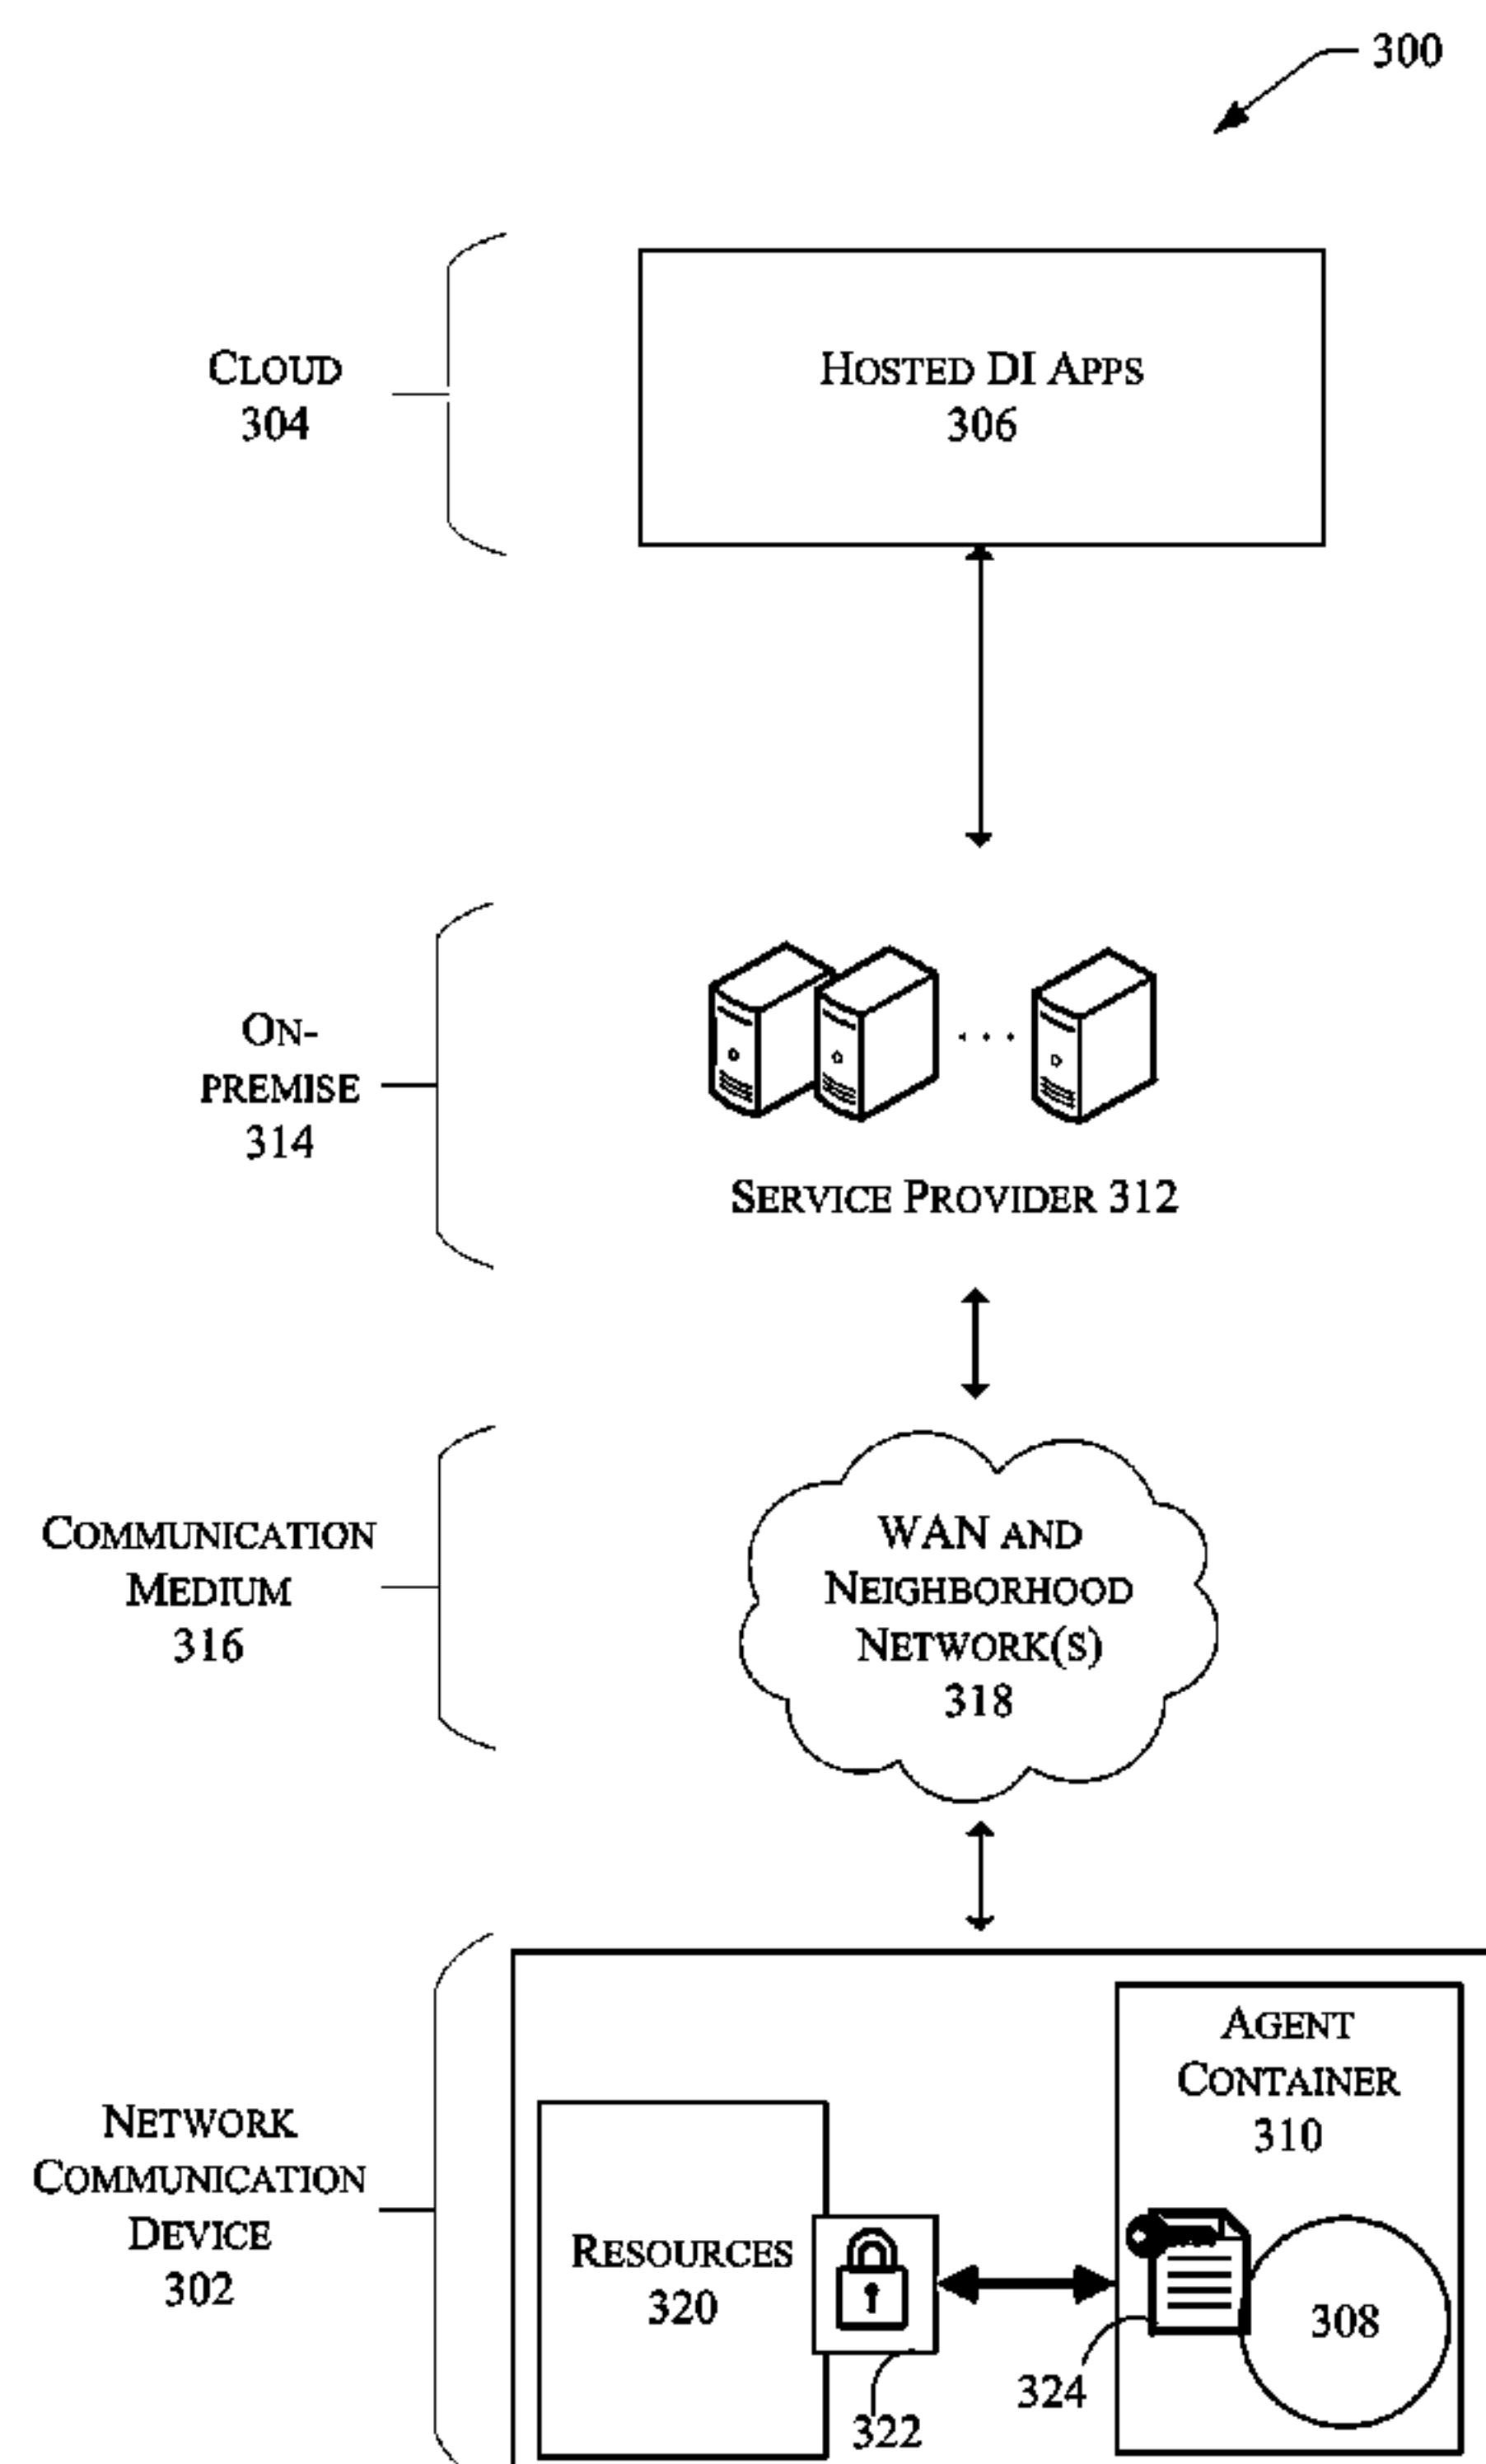 300
CLOUD
304
HOSTED DI APPS
306
ON-
PREMISE
314
SERVICE PROVIDER 312
COMMUNICATION
MEDIUM
316
WAN AND
NEIGHBORHOOD
NETWORK(S)
318
NETWORK
COMMUNICATION
DEVICE
302
RESOURCES
320
322
AGENT
CONTAINER
310
308
324